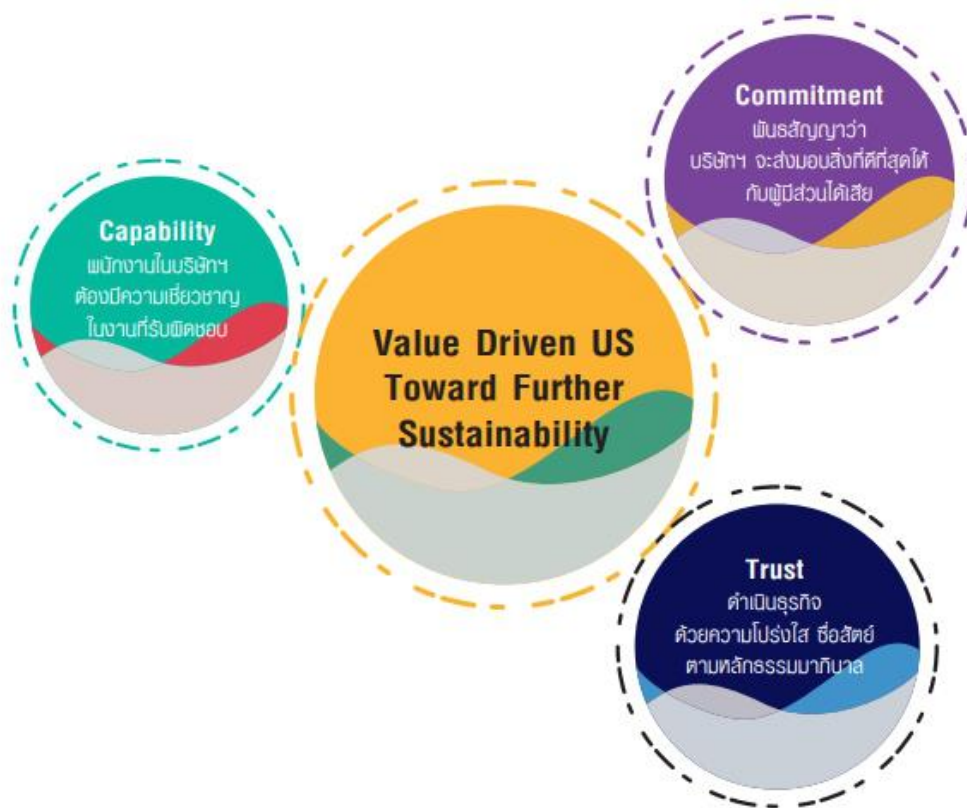 Commitment
พันธสัญญาว่า
บริษัทฯ จะส่งมอบสิ่งที่ดีที่สุดให้
กับผู้มีส่วนได้เสีย
Capability
พนักงานในบริษัทฯ
ต้องมีความเชี่ยวชาญ
ในงานที่รับผิดชอบ
Value Driven US
Toward Further
Sustainability
Trust
ดำเนินธุรกิจ
ด้วยความโปร่งใส ซื่อสัตย์
ตามหลักธรรมมาภิบาล